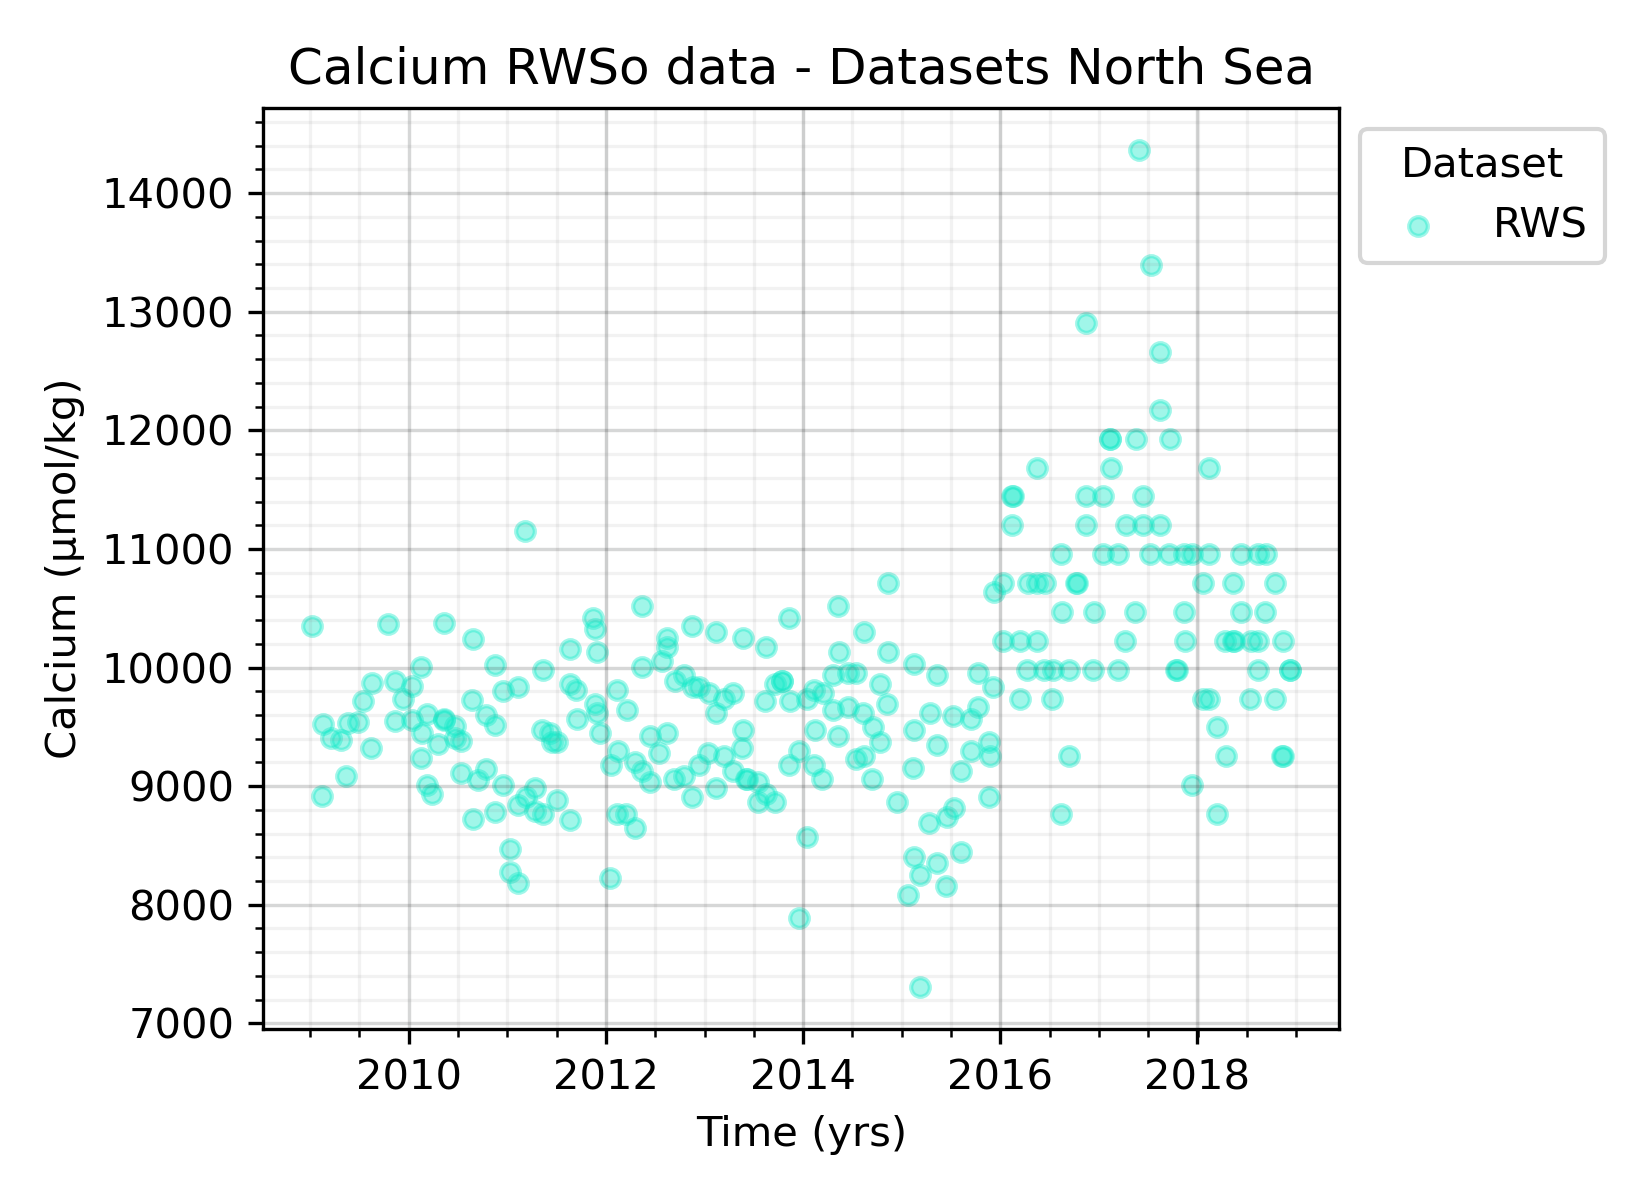 Calcium RWSo data - Datasets North Sea
Dataset
RWS
14000
13000
12000
11000
10000
9000
8000
7000
Calcium (μmol/kg)
2010 2012 2014 2016 2018
Time (yrs)